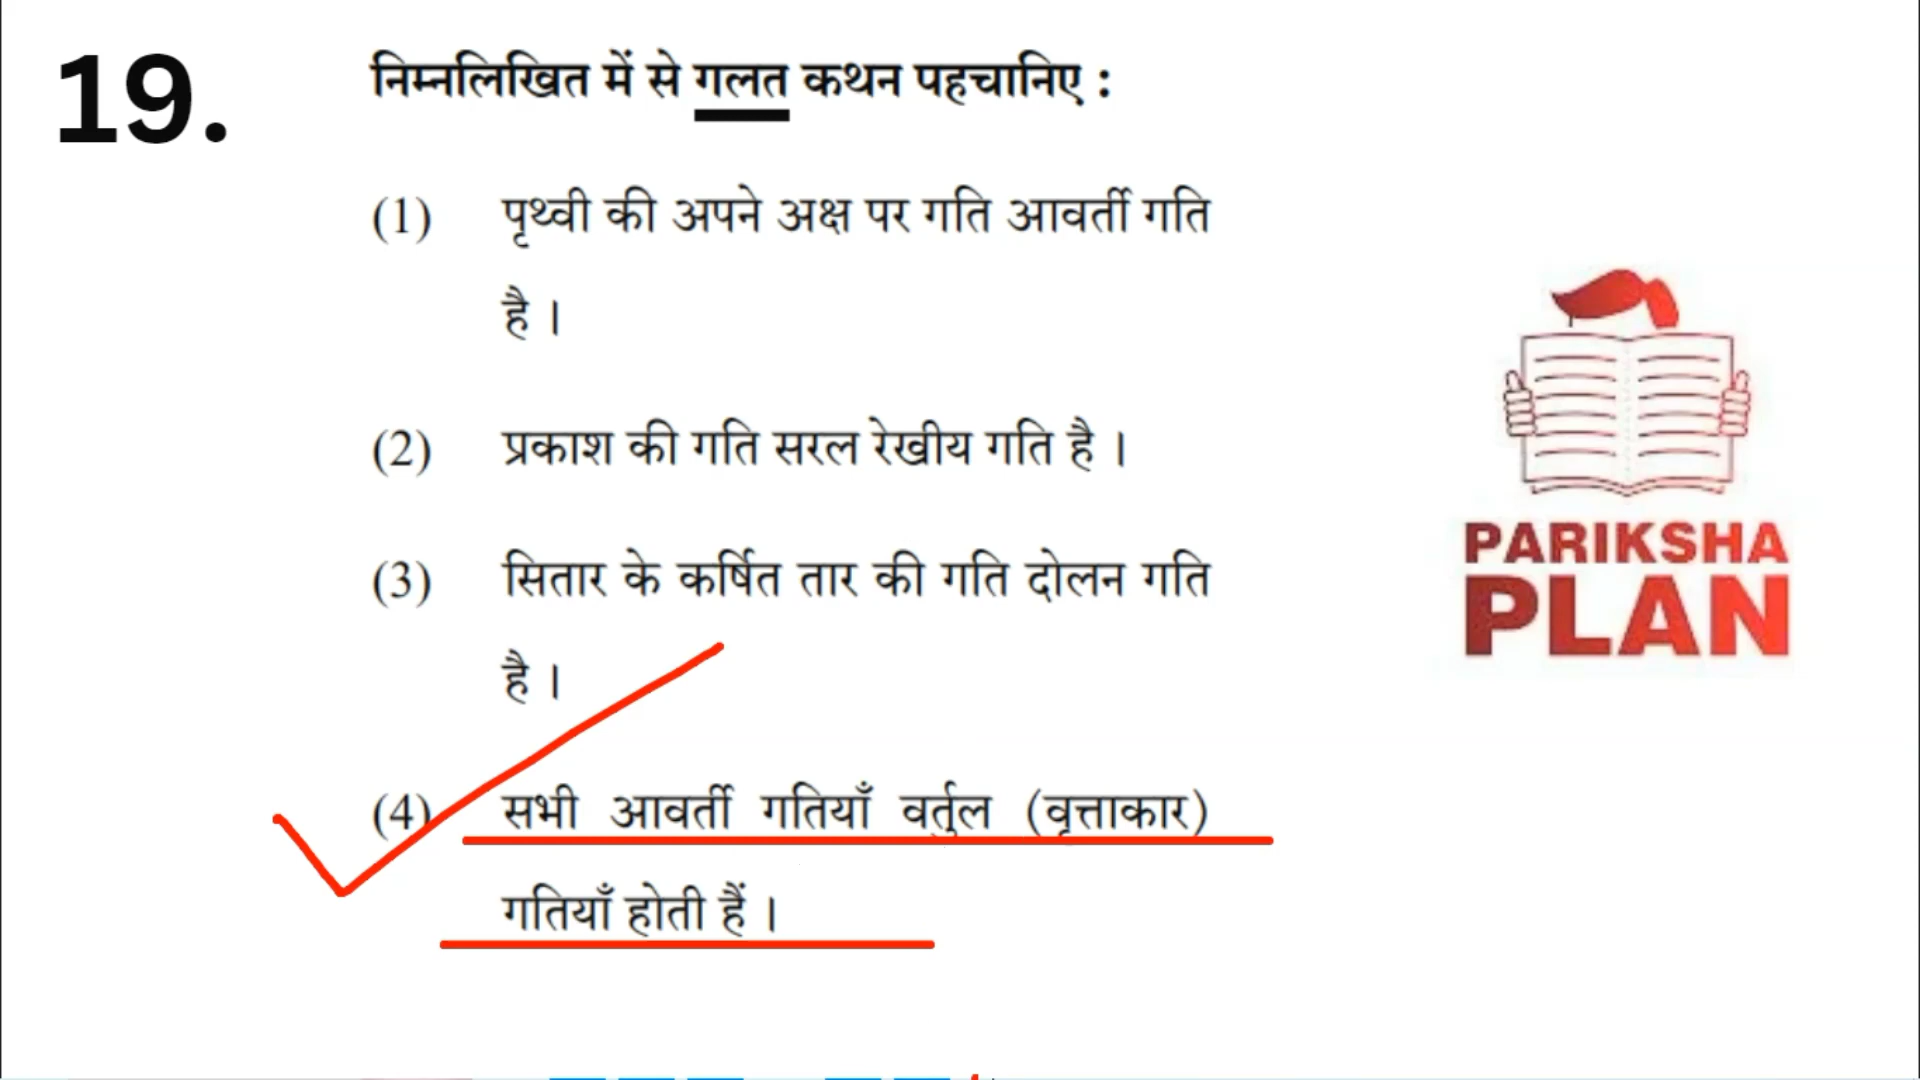 19.
निम्नलिखित में से गलत कथन पहचानिए :
(1) पृथ्वी की अपने अक्ष पर गति आवर्ती गति
है ।
(2) प्रकाश की गति सरल रेखीय गति है ।
(3) सितार के कर्षित तार की गति दोलन गति
है ।
(4) सभी आवर्ती गतियाँ वर्तुल (वृत्ताकार)
गतियाँ होती हैं ।
PARIKSHA
PLAN